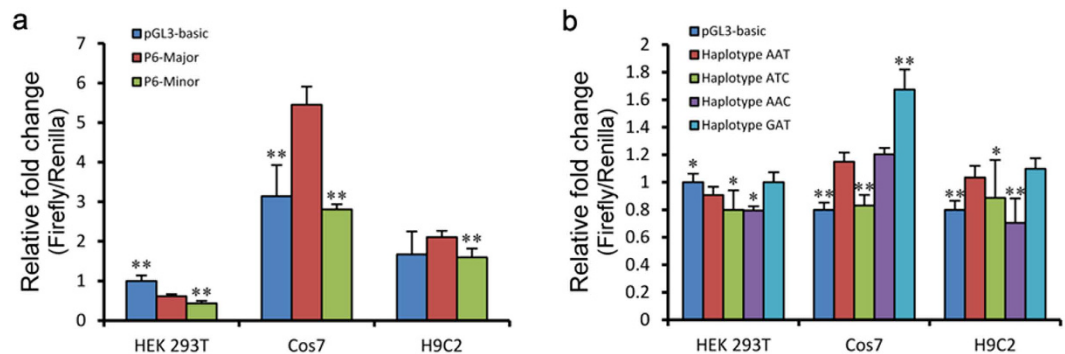 a
Relative fold change
(Firefly/Renilla)
7
6
5
4
3
2
1
0
pGL3-basic
P6-Major
P6-Minor
**
**
**
**
**
HEK 293T
Cos7
H9C2
b
Relative fold change
(Firefly/Renilla)
2
1.8
1.6
1.4
1.2
1
0.8
0.6
0.4
0.2
0
pGL3-basic
Haplotype AAT
Haplotype ATC
Haplotype AAC
Haplotype GAT
*
*
*
**
**
**
**
*
**
HEK 293T
Cos7
H9C2